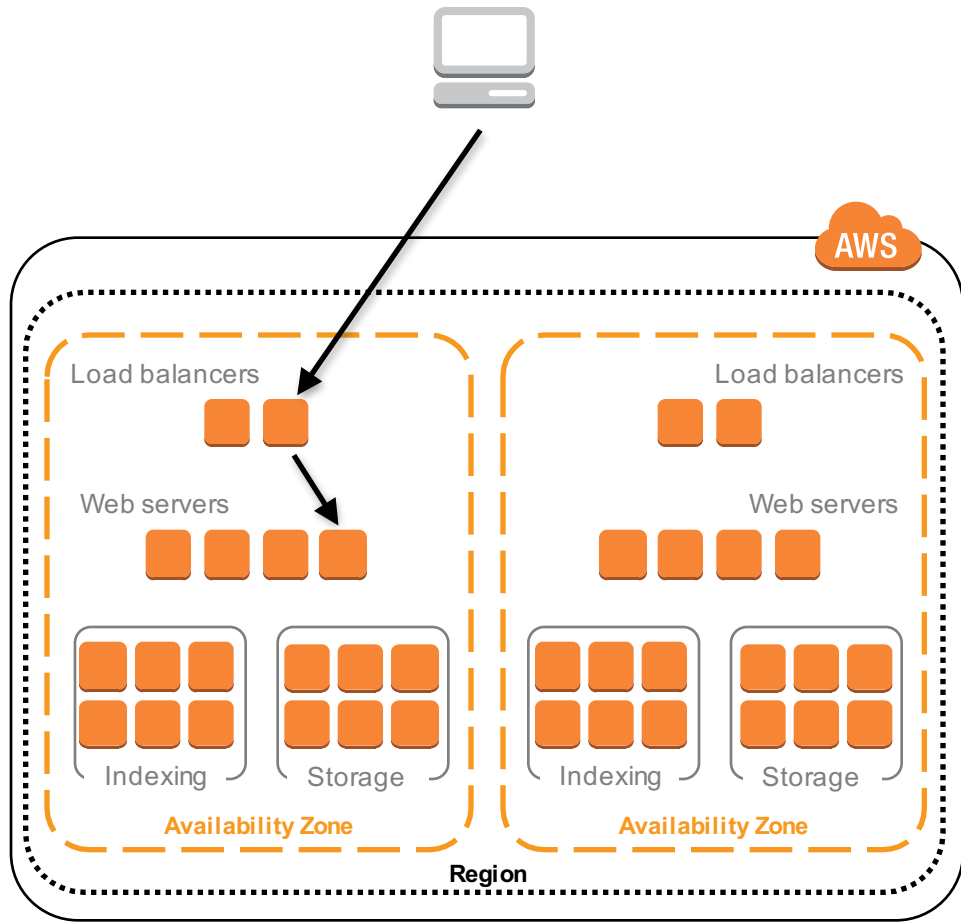 AWS
Load balancers
Load balancers
Web servers
Web servers
Indexing
Storage
Indexing
Storage
Availability Zone
Availability Zone
Region